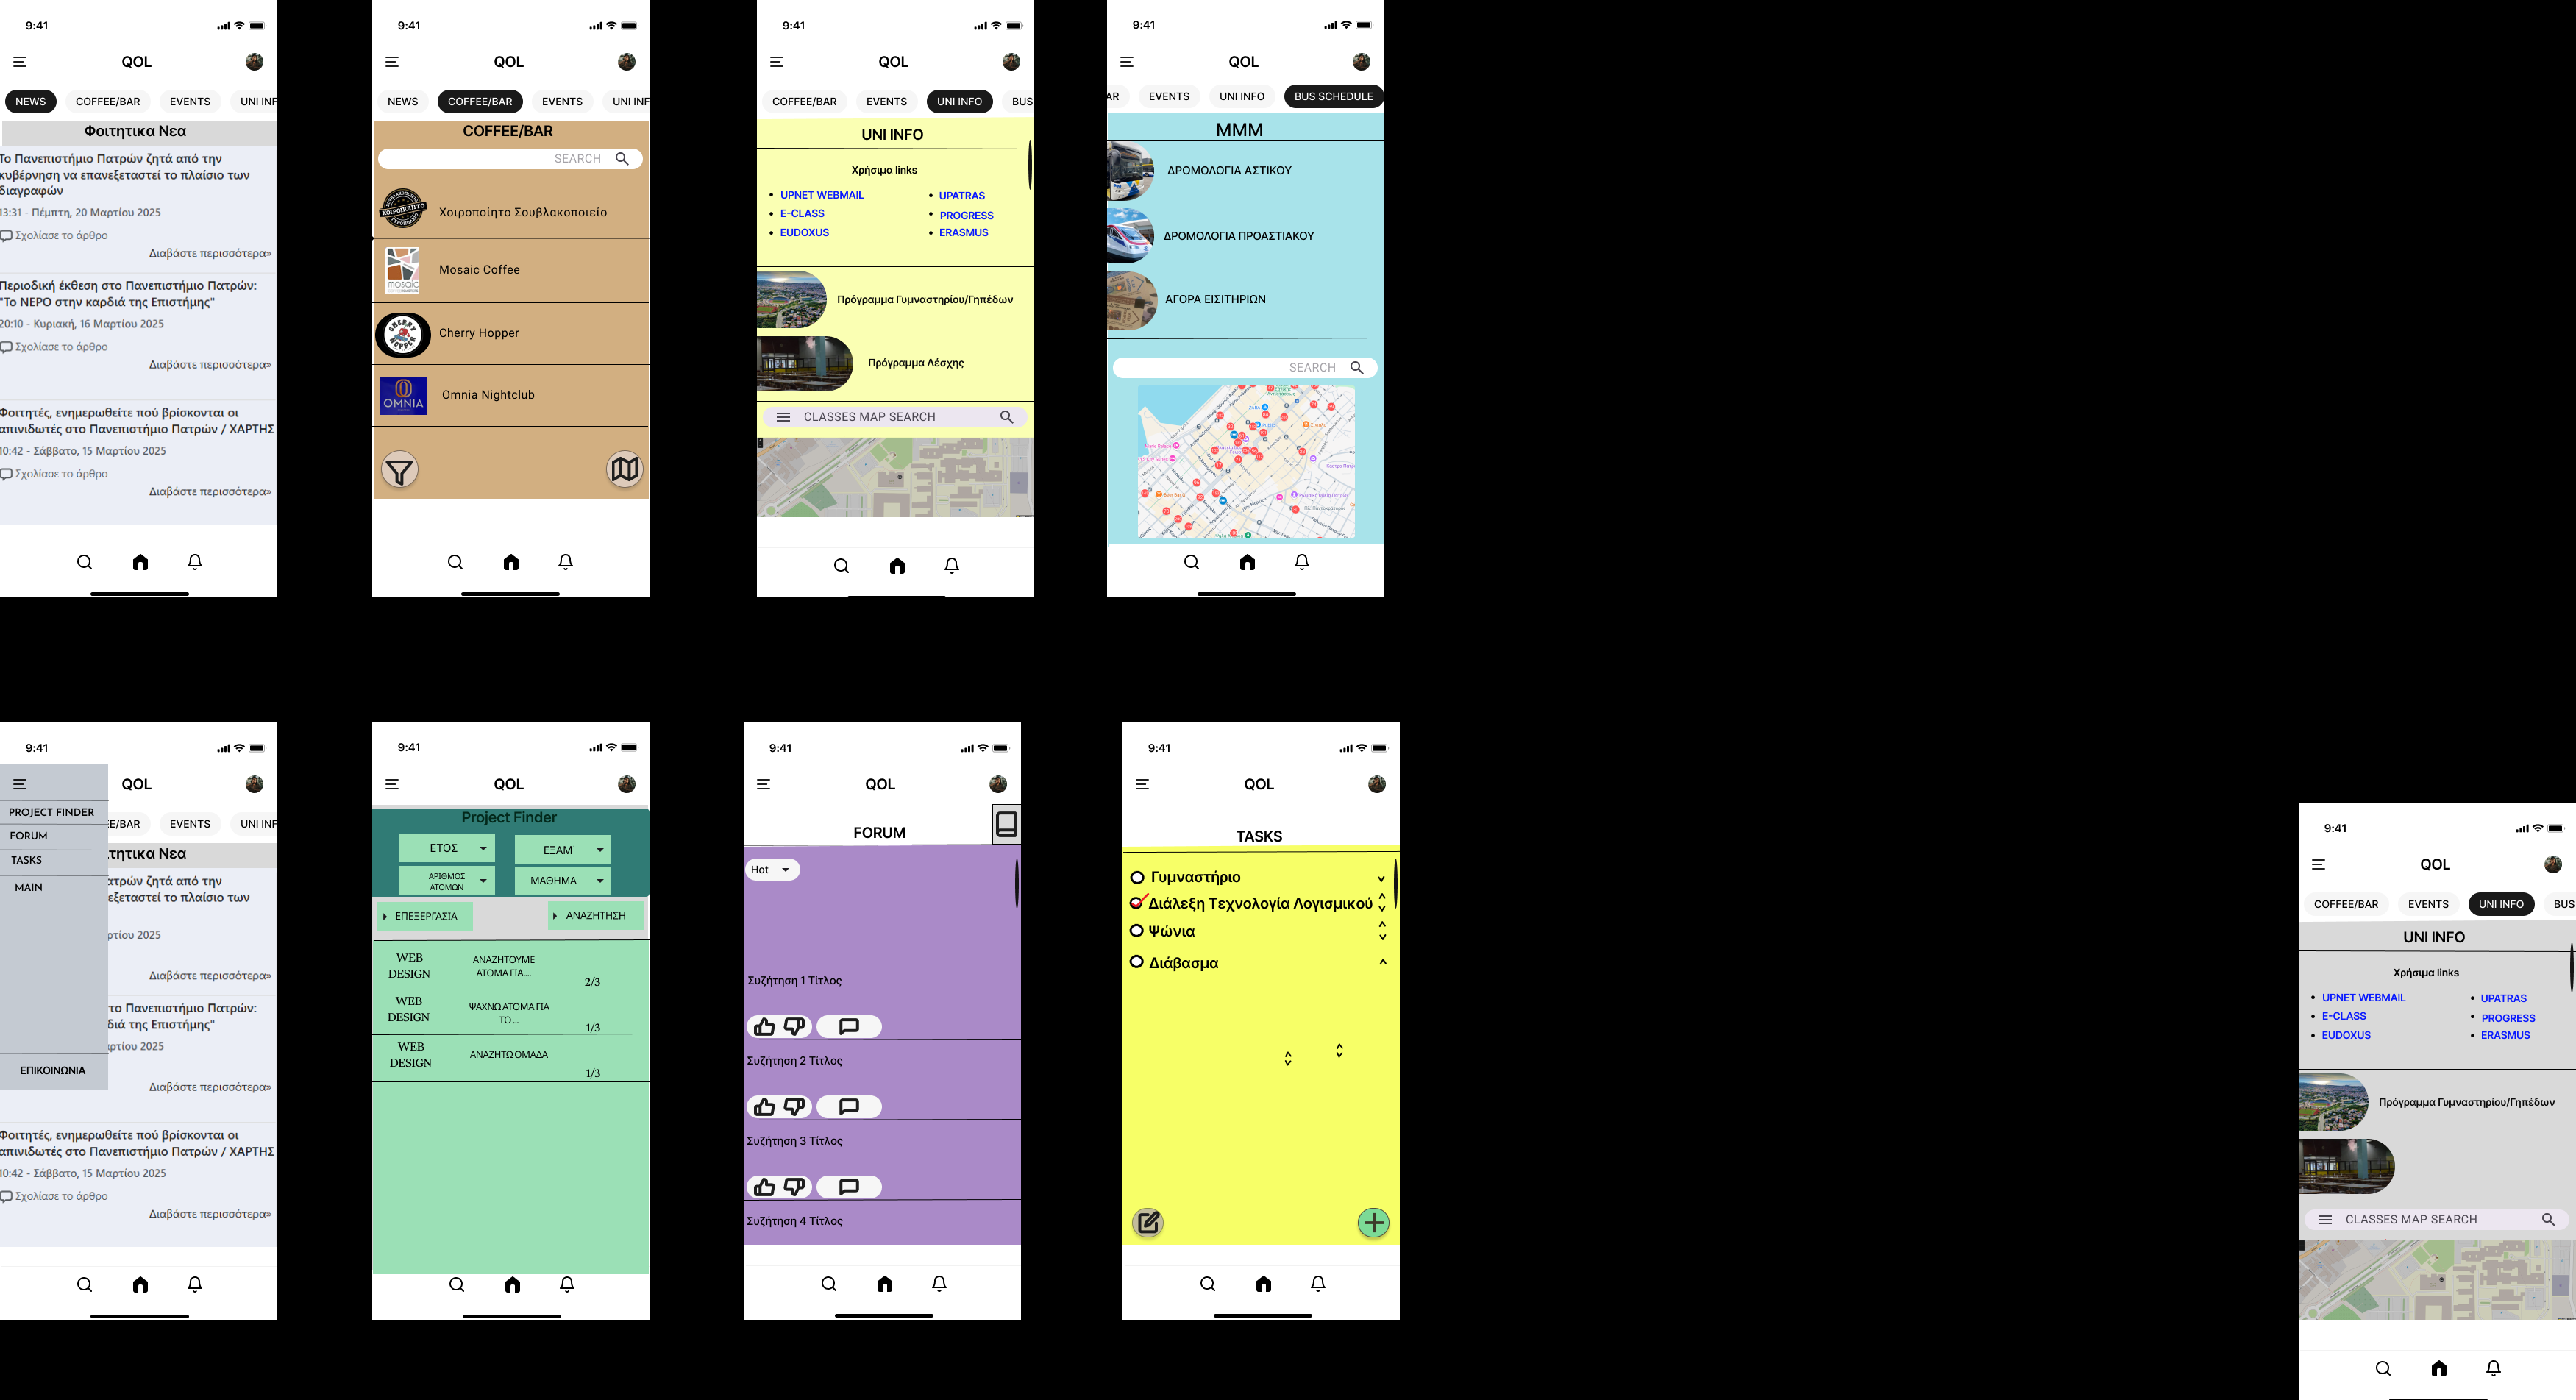 9:41
QOL
NEWS COFFEE/BAR EVENTS UNI INF
Φοιτητικα Νεα
Το Πανεπιστήμιο Πατρών ζητά από την
κυβέρνηση να επανεξεταστεί το πλαίσιο των
διαγραφών
13:31 - Πέμπτη, 20 Μαρτίου 2025
Σχολίασε το άρθρο
Διαβάστε περισσότερα»
Περιοδική έκθεση στο Πανεπιστήμιο Πατρών:
"Το ΝΕΡΟ στην καρδιά της Επιστήμης"
20:10 - Κυριακή, 16 Μαρτίου 2025
Σχολίασε το άρθρο
Διαβάστε περισσότερα»
Φοιτητές, ενημερωθείτε πού βρίσκονται οι
απινιδωτές στο Πανεπιστήμιο Πατρών / ΧΑΡΤΗΣ
10:42 - Σάββατο, 15 Μαρτίου 2025
Σχολίασε το άρθρο
Διαβάστε περισσότερα»
9:41
QOL
NEWS COFFEE/BAR EVENTS UNI INF
COFFEE/BAR
SEARCH
ΧΟΙΡΟΠΟΙΗΤΟ
Χοιροποίητο Σουβλακοποιείο
mosaic
Mosaic Coffee
CHERRY HOPPER
Cherry Hopper
OMNIA
Omnia Nightclub
9:41
QOL
COFFEE/BAR EVENTS UNI INFO BUS
UNI INFO
Χρήσιμα links
• UPNET WEBMAIL • UPATRAS
• E-CLASS • PROGRESS
• EUDOXUS • ERASMUS
Πρόγραμμα Γυμναστηρίου/Γηπέδων
Πρόγραμμα Λέσχης
CLASSES MAP SEARCH
9:41
QOL
AR EVENTS UNI INFO BUS SCHEDULE
MMM
ΔΡΟΜΟΛΟΓΙΑ ΑΣΤΙΚΟΥ
ΔΡΟΜΟΛΟΓΙΑ ΠΡΟΑΣΤΙΑΚΟΥ
ΑΓΟΡΑ ΕΙΣΙΤΗΡΙΩΝ
SEARCH
9:41
QOL
E/BAR EVENTS UNI INF
PROJECT FINDER
FORUM
TASKS
MAIN
ΕΠΙΚΟΙΝΩΝΙΑ
τητικα Νεα
ατρών ζητά από την
εξεταστεί το πλαίσιο των
ρτίου 2025
Διαβάστε περισσότερα»
το Πανεπιστήμιο Πατρών:
διά της Επιστήμης"
ρτίου 2025
Διαβάστε περισσότερα»
Φοιτητές, ενημερωθείτε πού βρίσκονται οι
απινιδωτές στο Πανεπιστήμιο Πατρών / ΧΑΡΤΗΣ
10:42 - Σάββατο, 15 Μαρτίου 2025
Σχολίασε το άρθρο
Διαβάστε περισσότερα»
9:41
QOL
Project Finder
ΕΤΟΣ ΕΞΑΜ
ΑΡΙΘΜΟΣ
ΑΤΟΜΩΝ
ΜΑΘΗΜΑ
ΕΠΕΞΕΡΓΑΣΙΑ ΑΝΑΖΗΤΗΣΗ
WEB
DESIGN
ΑΝΑΖΗΤΟΥΜΕ
ΑΤΟΜΑ ΓΙΑ....
2/3
WEB
DESIGN
ΨΑΧΝΩ ΑΤΟΜΑ ΓΙΑ
ΤΟ ...
1/3
WEB
DESIGN
ΑΝΑΖΗΤΩ ΟΜΑΔΑ
1/3
9:41
QOL
FORUM
Hot
Συζήτηση 1 Τίτλος
Συζήτηση 2 Τίτλος
Συζήτηση 3 Τίτλος
Συζήτηση 4 Τίτλος
9:41
QOL
TASKS
Γυμναστήριο
Διάλεξη Τεχνολογία Λογισμικού
Ψώνια
Διάβασμα
9:41
QOL
COFFEE/BAR EVENTS UNI INFO BUS
UNI INFO
Χρήσιμα links
• UPNET WEBMAIL • UPATRAS
• E-CLASS • PROGRESS
• EUDOXUS • ERASMUS
Πρόγραμμα Γυμναστηρίου/Γηπέδων
CLASSES MAP SEARCH